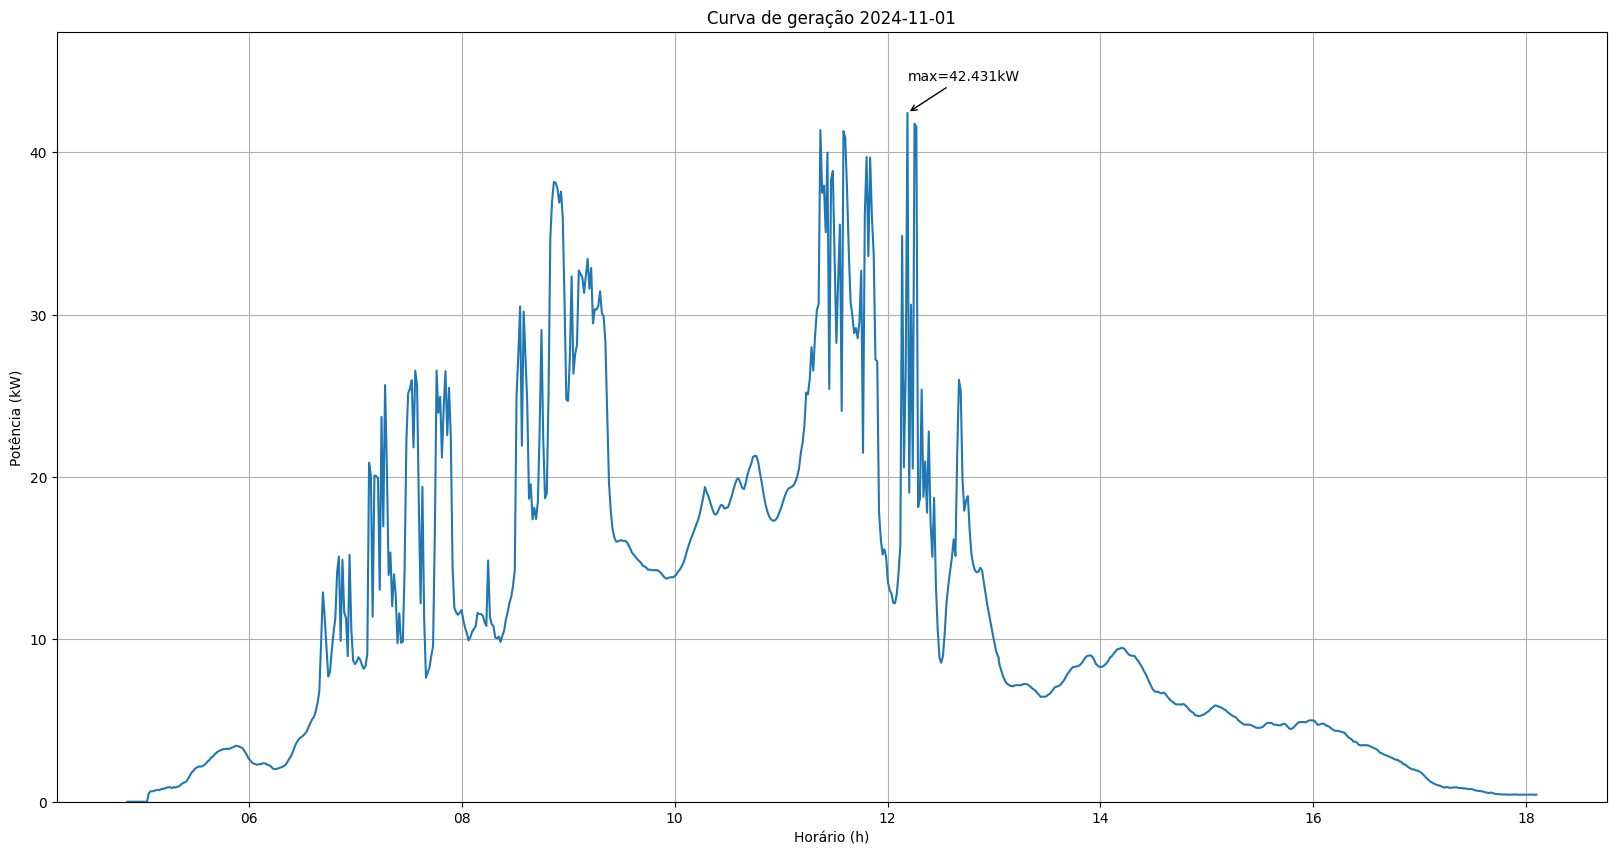 Curva de geração 2024-11-01
max=42.431kW
Potência (kW)
40
30
20
10
0
06 08 10 12 14 16 18
Horário (h)